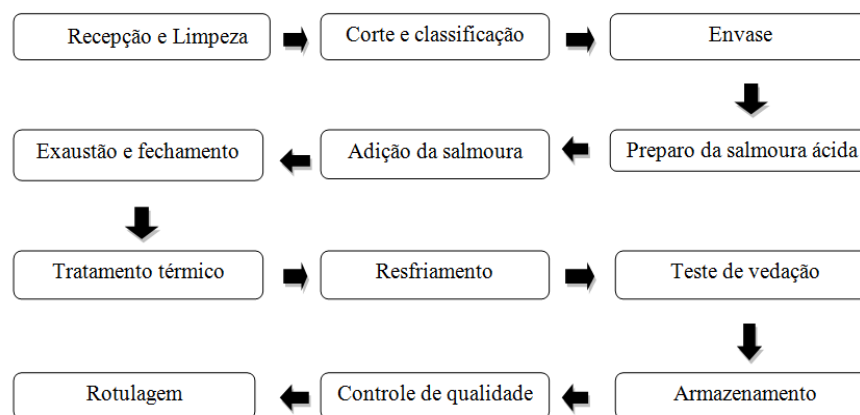 Recepção e Limpeza
Corte e classificação
Envase
Preparo da salmoura ácida
Adição da salmoura
Exaustão e fechamento
Tratamento térmico
Resfriamento
Teste de vedação
Armazenamento
Controle de qualidade
Rotulagem